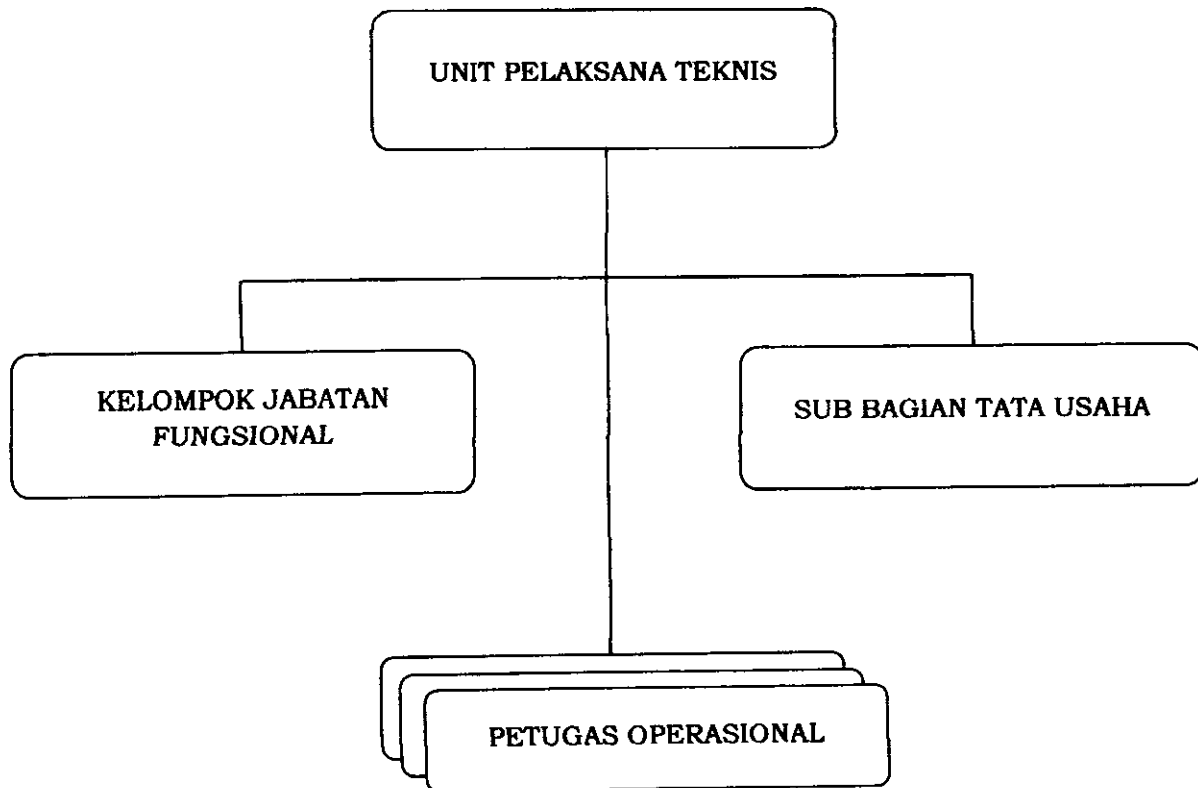 UNIT PELAKSANA TEKNIS
KELOMPOK JABATAN
FUNGSIONAL
SUB BAGIAN TATA USAHA
PETUGAS OPERASIONAL